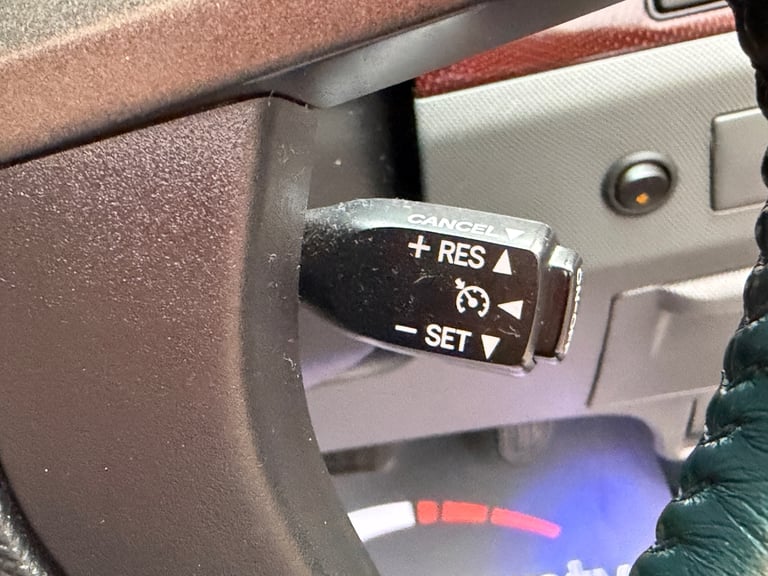 CANCEL ▼
+ RES ▲
◄
− SET ▼